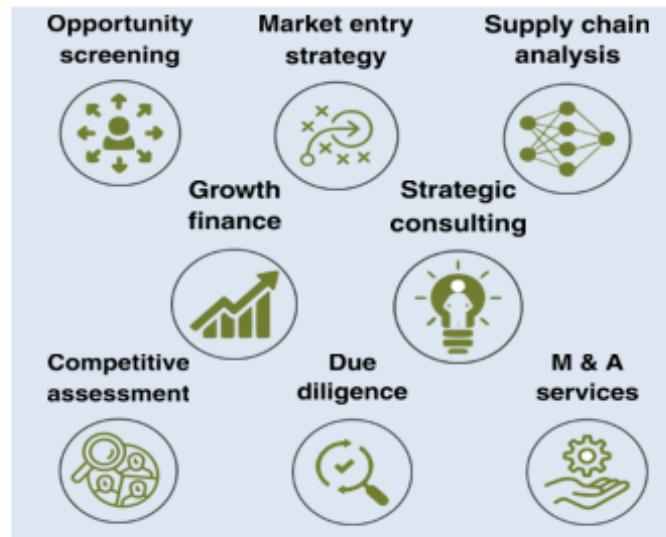 Opportunity
screening
Market entry
strategy
Supply chain
analysis
Growth
finance
Strategic
consulting
Competitive
assessment
Due
diligence
M & A
services